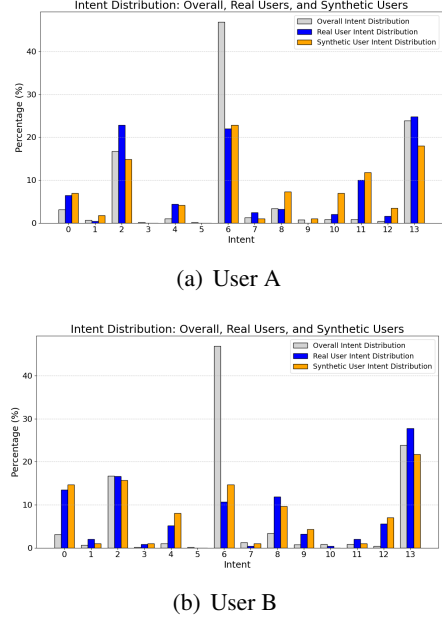 Intent Distribution: Overall, Real Users, and Synthetic Users
Overall Intent Distribution
Real User Intent Distribution
Synthetic User Intent Distribution
Percentage (%)
40
30
20
10
0
0 1 2 3 4 5 6 7 8 9 10 11 12 13
Intent
(a) User A
Intent Distribution: Overall, Real Users, and Synthetic Users
Overall Intent Distribution
Real User Intent Distribution
Synthetic User Intent Distribution
Percentage (%)
40
30
20
10
0
0 1 2 3 4 5 6 7 8 9 10 11 12 13
Intent
(b) User B